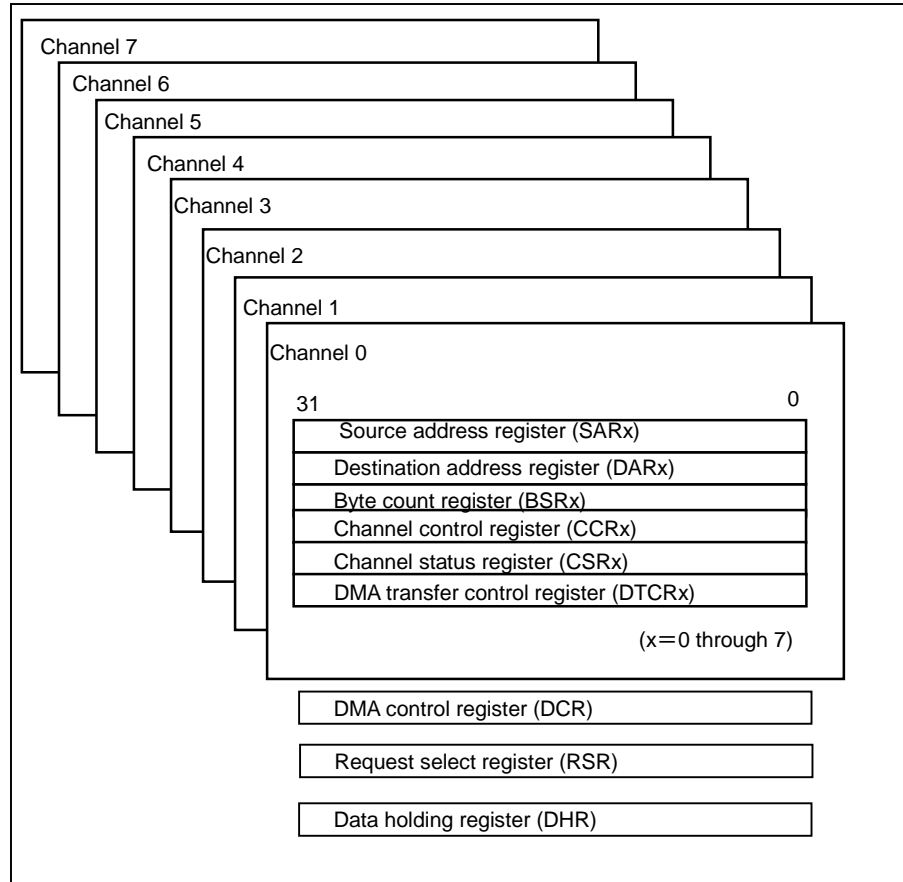 Channel 7
Channel 6
Channel 5
Channel 4
Channel 3
Channel 2
Channel 1
Channel 0
31 0
Source address register (SARx)
Destination address register (DARx)
Byte count register (BSRx)
Channel control register (CCRx)
Channel status register (CSRx)
DMA transfer control register (DTCRx)
(x＝0 through 7)
DMA control register (DCR)
Request select register (RSR)
Data holding register (DHR)